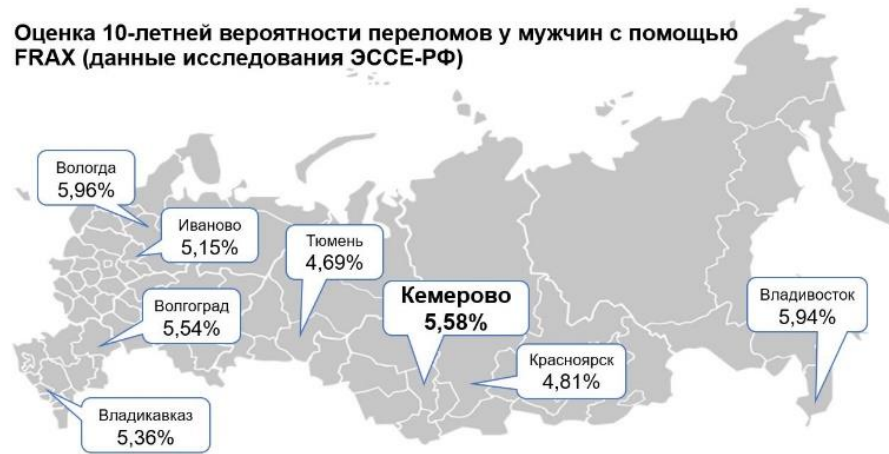 Оценка 10-летней вероятности переломов у мужчин с помощью
FRAX (данные исследования ЭССЕ-РФ)
Вологда
5,96%
Иваново
5,15%
Тюмень
4,69%
Кемерово
5,58%
Владивосток
5,94%
Волгоград
5,54%
Красноярск
4,81%
Владикавказ
5,36%